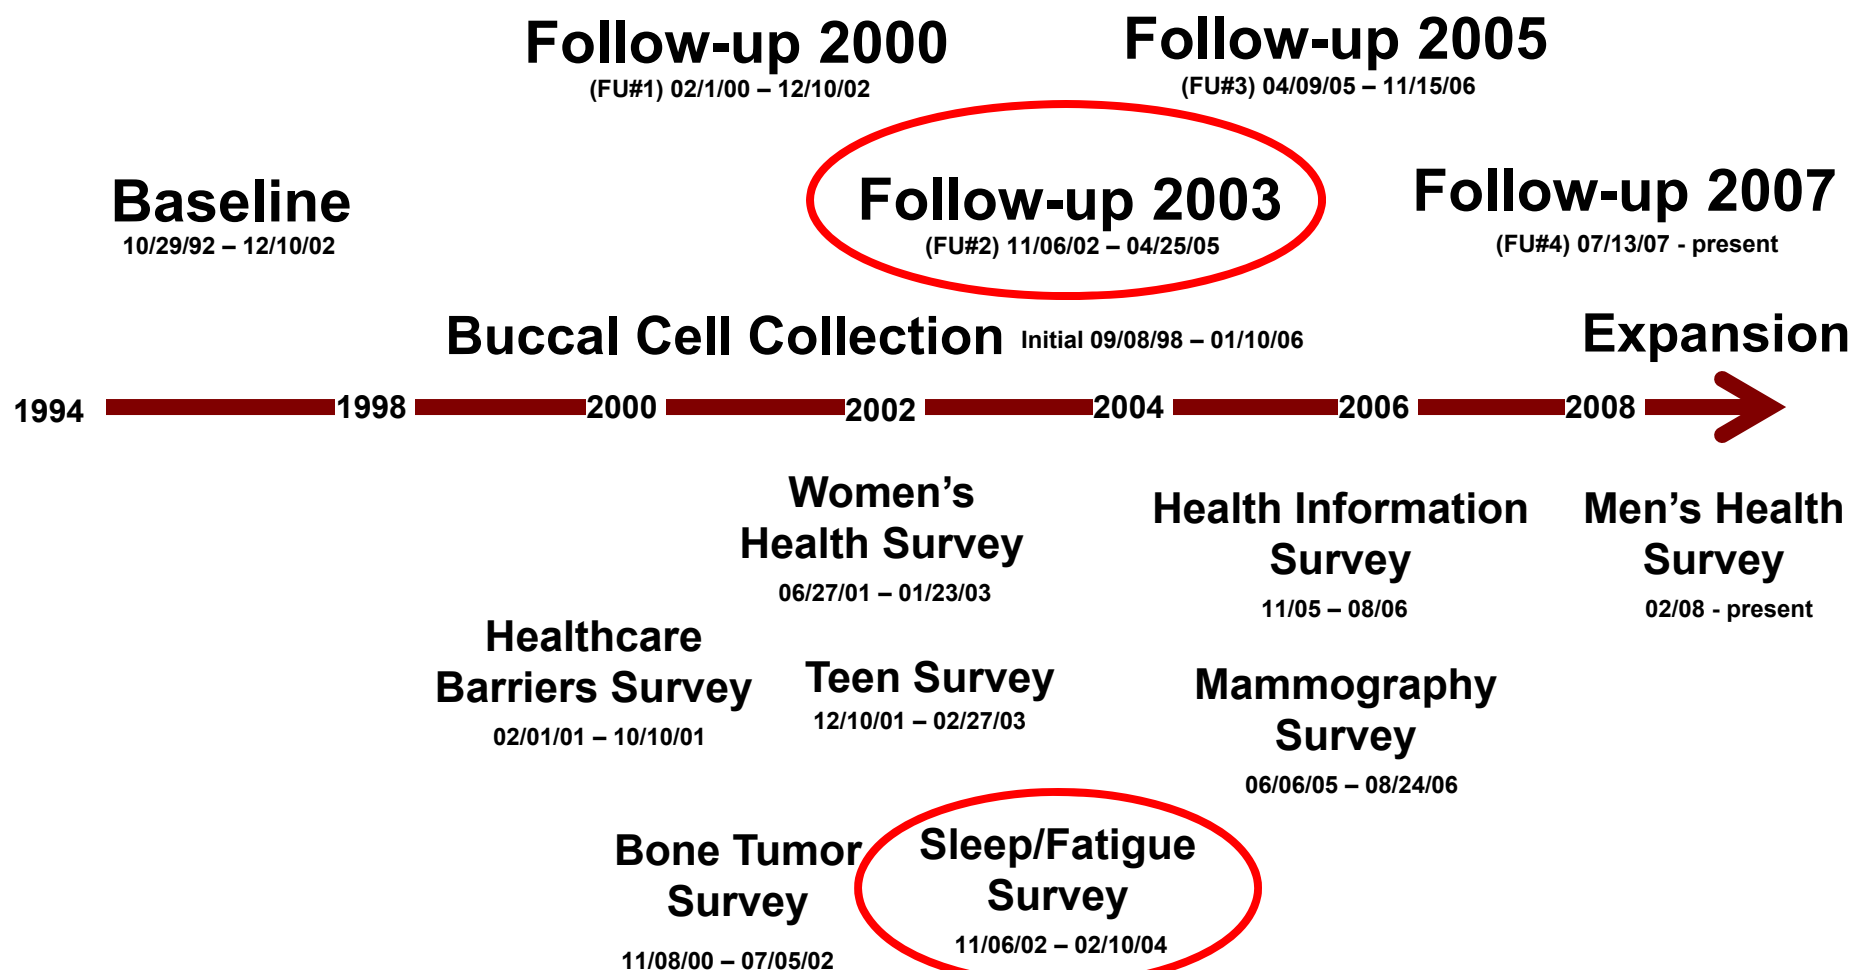 Follow-up 2000
(FU#1) 02/1/00 – 12/10/02
Follow-up 2005
(FU#3) 04/09/05 – 11/15/06
Baseline
10/29/92 – 12/10/02
Follow-up 2003
(FU#2) 11/06/02 – 04/25/05
Follow-up 2007
(FU#4) 07/13/07 - present
Buccal Cell Collection Initial 09/08/98 – 01/10/06
Expansion
1994 1998 2000 2002 2004 2006 2008
Women’s
Health Survey
06/27/01 – 01/23/03
Health Information
Survey
11/05 – 08/06
Men’s Health
Survey
02/08 - present
Healthcare
Barriers Survey
02/01/01 – 10/10/01
Teen Survey
12/10/01 – 02/27/03
Mammography
Survey
06/06/05 – 08/24/06
Bone Tumor
Survey
11/08/00 – 07/05/02
Sleep/Fatigue
Survey
11/06/02 – 02/10/04